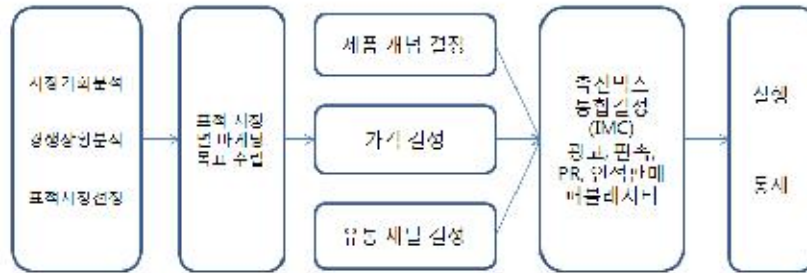 시장기회분석
경쟁상황분석
표적시장선정
표적 시장
별 마케팅
목표 수립
제품 개념 결정
가격 결정
유통 채널 결정
촉진믹스
통합결정
(IMC)
광고, 판촉,
PR, 인적판매
퍼블리시티
실행
통제